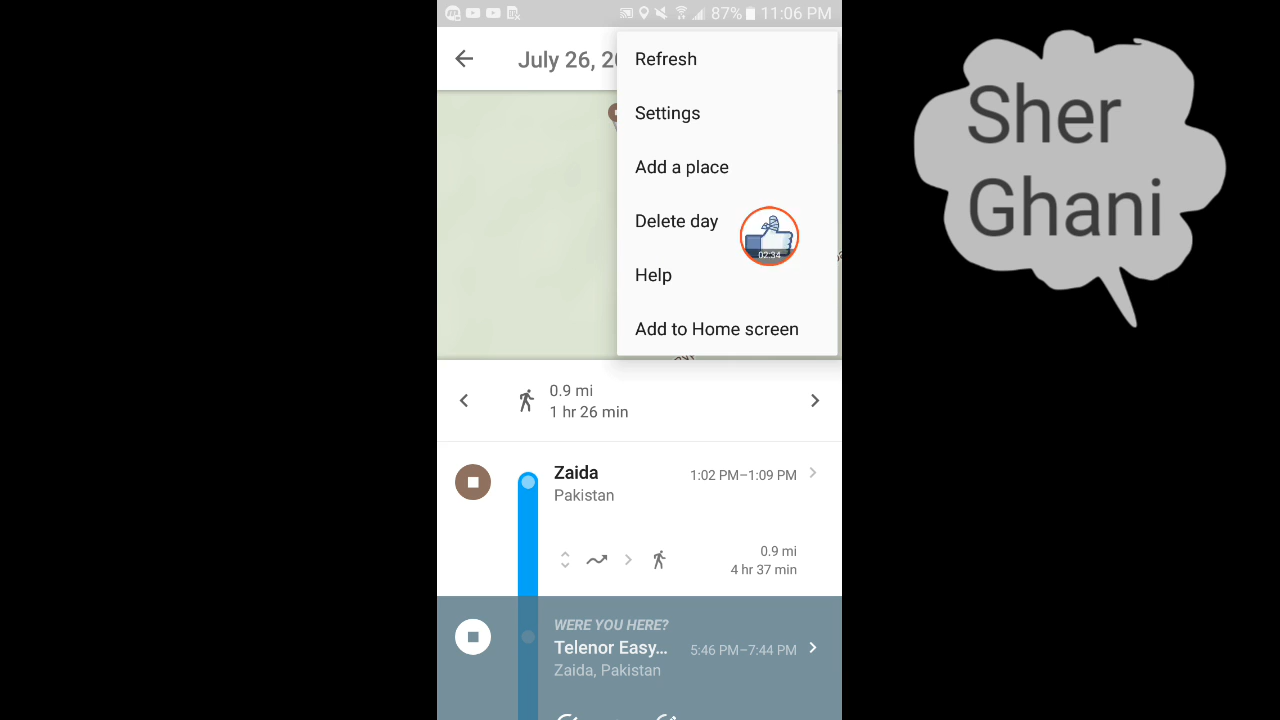 87% 11:06 PM
July 26, 20
Refresh
Settings
Add a place
Delete day
02:34
Help
Add to Home screen
0.9 mi
1 hr 26 min
Zaida
1:02 PM–1:09 PM
Pakistan
0.9 mi
4 hr 37 min
WERE YOU HERE?
Telenor Easy...
5:46 PM–7:44 PM
Zaida, Pakistan
Sher
Ghani